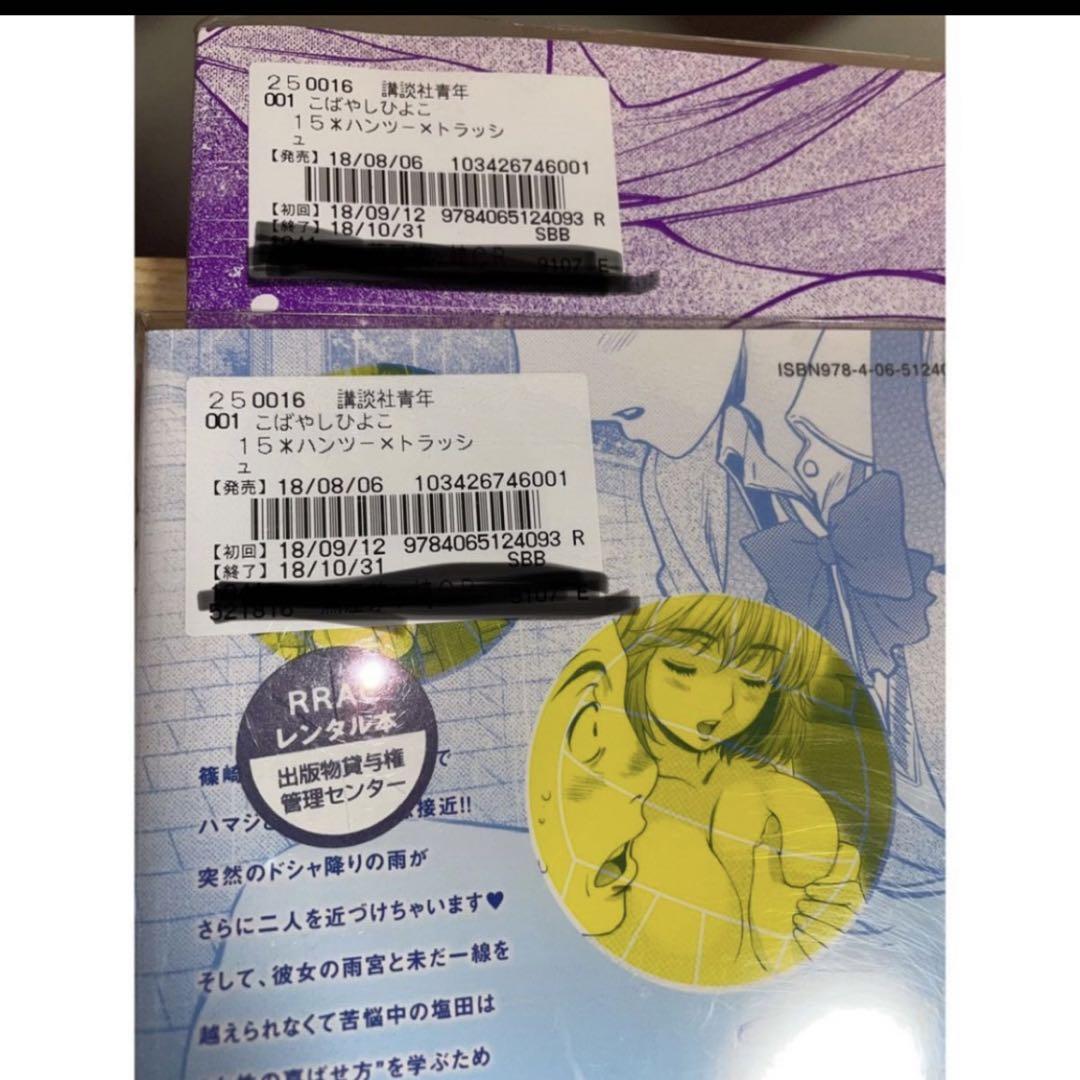 250016 講談社青年
001 こばやしひよこ
15*ハンツー×トラッシ
ュ
【発売】18/08/06 103426746001
【初回】18/09/12 9784065124093 R
【終了】18/10/31 SBB
9107 E
ISBN978-4-06-5124
250016 講談社青年
001 こばやしひよこ
15*ハンツー×トラッシ
ュ
【発売】18/08/06 103426746001
【初回】18/09/12 9784065124093 R
【終了】18/10/31 SBB
9107 E
521816
RRAC
レンタル本
出版物貸与権
管理センター
篠崎 で
ハマジ 接近!!
突然のドシャ降りの雨が
さらに二人を近づけちゃいます♥
そして、彼女の雨宮と未だ一線を
越えられなくて苦悩中の塩田は
の喜ばせ方"を学ぶため